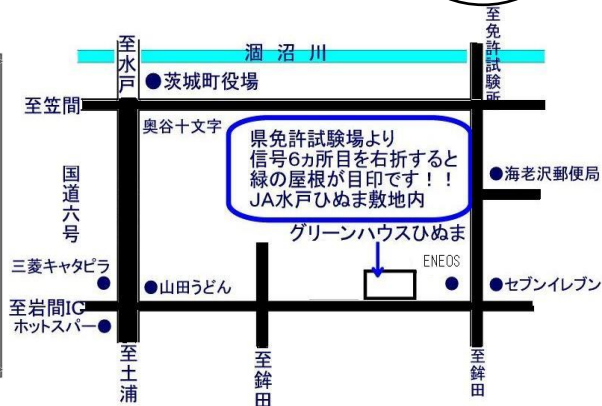 至水戸
涸沼川
至免許試験所
茨城町役場
至笠間
奥谷十文字
県免許試験場より
信号6ヵ所目を右折すると
緑の屋根が目印です！！
JA水戸ひぬま敷地内
海老沢郵便局
国道六号
グリーンハウスひぬま
三菱キャタピラ
ENEOS
山田うどん
セブンイレブン
至岩間IC
ホットスパー
至土浦
至鉾田
至鉾田